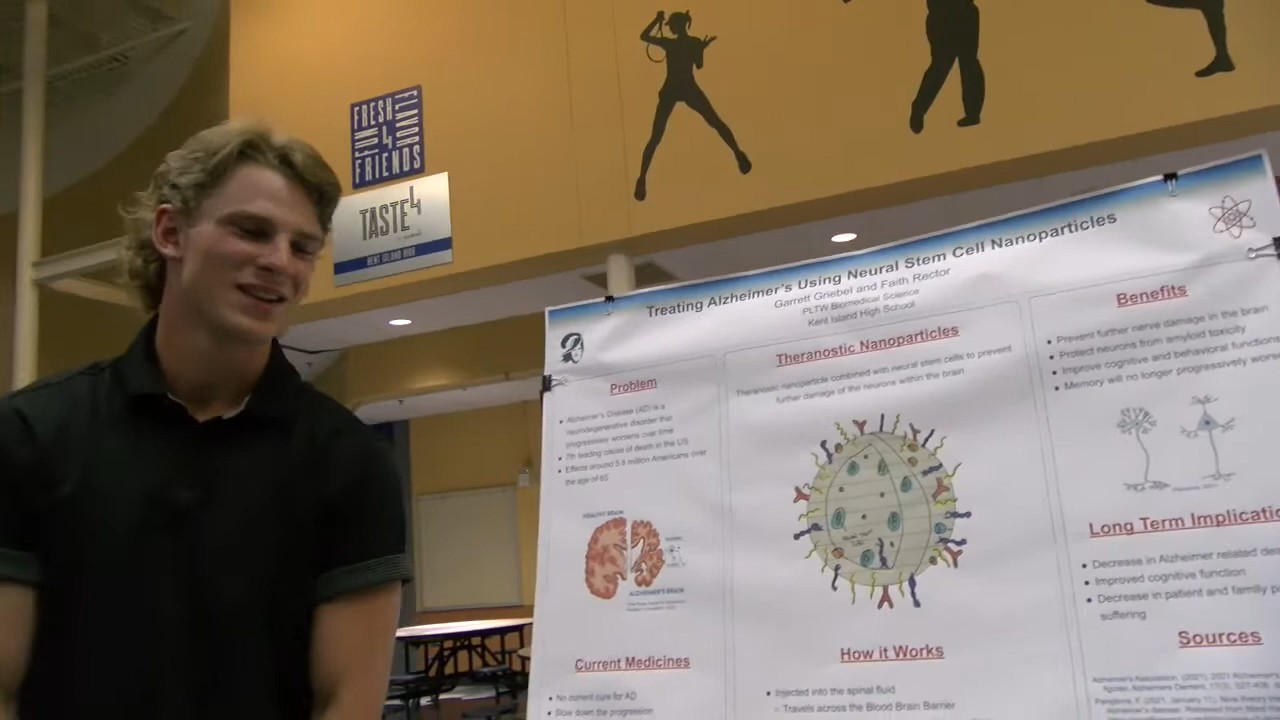 FRESH
FLAVOR
FUN
4
FRIENDS
TASTE4
KENT ISLAND HIGH
Treating Alzheimer's Using Neural Stem Cell Nanoparticles
Garrett Griebel and Faith Rector
PLTW Biomedical Science
Kent Island High School
Problem
• Alzheimer's Disease (AD) is a
neurodegenerative disorder that
progressively worsens over time
• 7th leading cause of death in the US
• Effects around 5.8 million Americans over
the age of 65
HEALTHY BRAIN
ALZHEIMER'S BRAIN
Current Medicines
• No current cure for AD
• Slow down the progression
Theranostic Nanoparticles
Theranostic nanoparticle combined with neural stem cells to prevent
further damage of the neurons within the brain
How it Works
• Injected into the spinal fluid
○ Travels across the Blood Brain Barrier
Benefits
• Prevent further nerve damage in the brain
• Protect neurons from amyloid toxicity
• Improve cognitive and behavioral functions
• Memory will no longer progressively worse
Long Term Implicatio
• Decrease in Alzheimer related de
• Improved cognitive function
• Decrease in patient and familly p
suffering
Sources
Alzheimer's Association. (2021). 2021 Alzheimer's